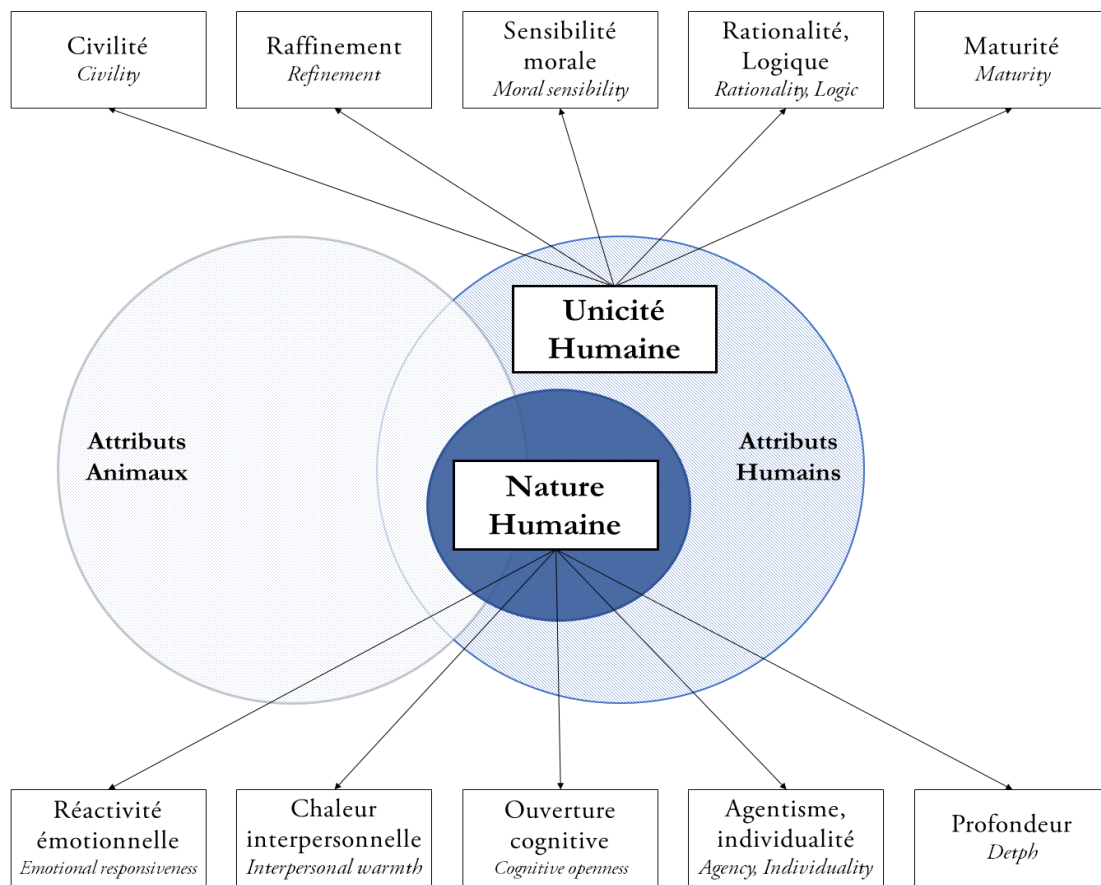 Civilité
Civility
Raffinement
Refinement
Sensibilité
morale
Moral sensibility
Rationalité,
Logique
Rationality, Logic
Maturité
Maturity
Unicité
Humaine
Attributs
Animaux
Attributs
Humains
Nature
Humaine
Réactivité
émotionnelle
Emotional responsiveness
Chaleur
interpersonnelle
Interpersonal warmth
Ouverture
cognitive
Cognitive openness
Agentisme,
individualité
Agency, Individuality
Profondeur
Detph